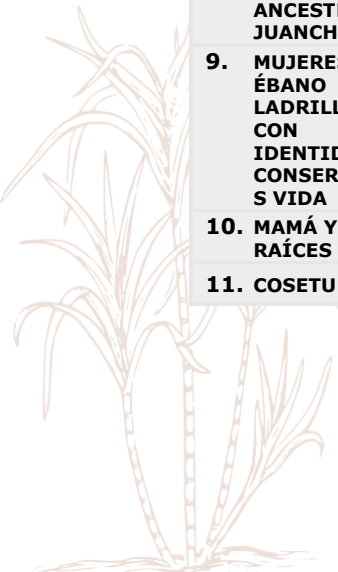 ANCEST
JUANCH
9. MUJERES
ÉBANO
LADRILL
CON
IDENTID
CONSER
S VIDA
10. MAMÁ Y
RAÍCES
11. COSETU